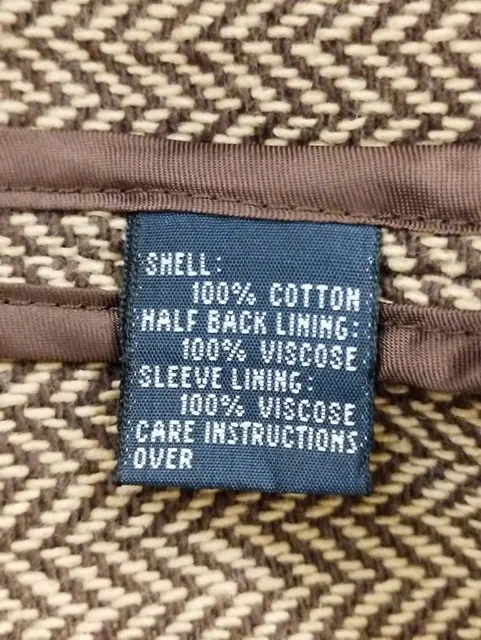 SHELL:
100% COTTON
HALF BACK LINING:
100% VISCOSE
SLEEVE LINING:
100% VISCOSE
CARE INSTRUCTIONS
OVER